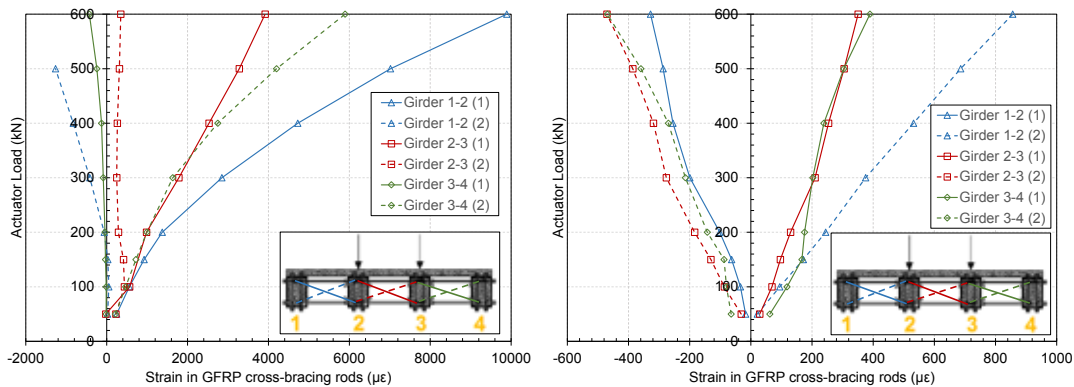 600
500
400
300
200
100
0
-2000
0
2000
4000
6000
8000
10000
Actuator Load (kN)
Strain in GFRP cross-bracing rods (µε)
Girder 1-2 (1)
Girder 1-2 (2)
Girder 2-3 (1)
Girder 2-3 (2)
Girder 3-4 (1)
Girder 3-4 (2)
1 2 3 4
600
500
400
300
200
100
0
-600
-400
-200
0
200
400
600
800
1000
Actuator Load (kN)
Strain in GFRP cross-bracing rods (µε)
Girder 1-2 (1)
Girder 1-2 (2)
Girder 2-3 (1)
Girder 2-3 (2)
Girder 3-4 (1)
Girder 3-4 (2)
1 2 3 4